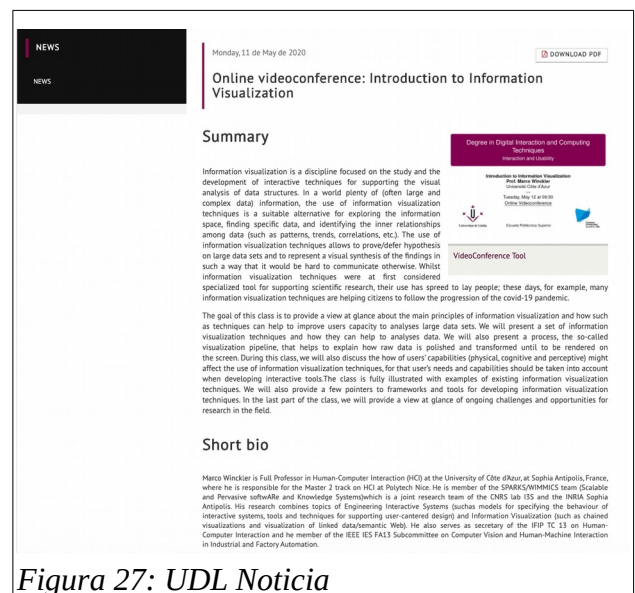 NEWS
NEWS
Monday, 11 de May de 2020
DOWNLOAD PDF
Online videoconference: Introduction to Information
Visualization
Summary
Information visualization is a discipline focused on the study and the
development of interactive techniques for supporting the visual
analysis of data structures. In a world plenty of (often large and
complex data) information, the use of information visualization
techniques is a suitable alternative for exploring the information
space, finding specific data, and identifying the inner relationships
among data (such as patterns, trends, correlations, etc.). The use of
information visualization techniques allows to prove/defer hypothesis
on large data sets and to represent a visual synthesis of the findings in
such a way that it would be hard to communicate otherwise. Whilst
information visualization techniques were at first considered
specialized tool for supporting scientific research, their use has spreed to lay people; these days, for example, many
information visualization techniques are helping citizens to follow the progression of the covid-19 pandemic.
Degree in Digital Interaction and Computing
Techniques
Interaction and Usability
Introduction to Information Visualization
Prof. Marco Winckler
Université Côte d'Azur
Tuesday, May 12 at 09:00
Online Videoconference
Universitat de Lleida
Escuela Politécnica Superior
VideoConference Tool
The goal of this class is to provide a view at glance about the main principles of information visualization and how such
as techniques can help to improve users capacity to analyses large data sets. We will present a set of information
visualization techniques and how they can help to analyses data. We will also present a process, the so-called
visualization pipeline, that helps to explain how raw data is polished and transformed until to be rendered on
the screen. During this class, we will also discuss the how of users' capabilities (physical, cognitive and perceptive) might
affect the use of information visualization techniques, for that user's needs and capabilities should be taken into account
when developing interactive tools.The class is fully illustrated with examples of existing information visualization
techniques. We will also provide a few pointers to frameworks and tools for developing information visualization
techniques. In the last part of the class, we will provide a view at glance of ongoing challenges and opportunities for
research in the field.
Short bio
Marco Winckler is Full Professor in Human-Computer Interaction (HCI) at the University of Côte d'Azur, at Sophia Antipolis, France,
where he is responsible for the Master 2 track on HCI at Polytech Nice. He is member of the SPARKS/WIMMICS team (Scalable
and Pervasive softwARe and Knowledge Systems)which is a joint research team of the CNRS lab I3S and the INRIA Sophia
Antipolis. His research combines topics of Engineering Interactive Systems (suchas models for specifying the behaviour of
interactive systems, tools and techniques for supporting user-cantered design) and Information Visualization (such as chained
visualizations and visualization of linked data/semantic Web). He also serves as secretary of the IFIP TC 13 on Human-
Computer Interaction and he member of the IEEE IES FA13 Subcommittee on Computer Vision and Human-Machine Interaction
in Industrial and Factory Automation.
Figura 27: UDL Noticia